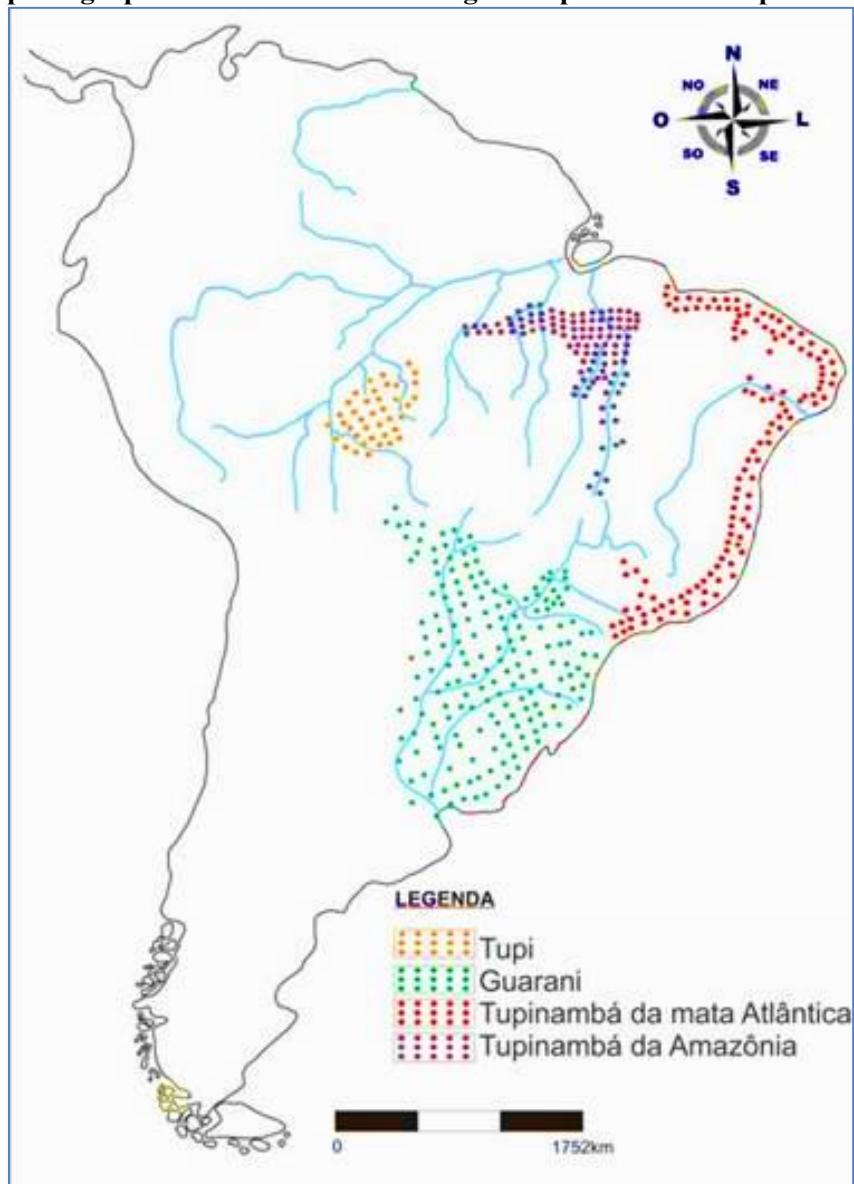 N
NO NE
O L
SO SE
S
LEGENDA
Tupi
Guarani
Tupinambá da mata Atlântica
Tupinambá da Amazônia
0 1752km